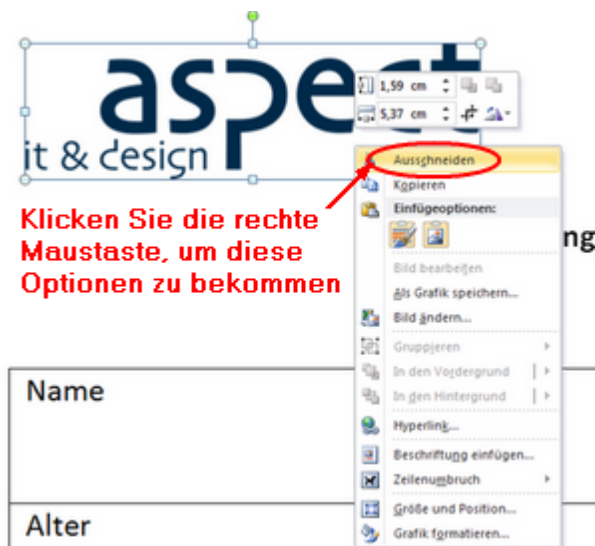 aspect
it & design
1,59 cm
5,37 cm
Ausschneiden
Kopieren
Einfügeoptionen:
Klicken Sie die rechte
Maustaste, um diese
Optionen zu bekommen
ng
Bild bearbeiten
Als Grafik speichern...
Bild ändern...
Gruppieren
In den Vordergrund
In den Hintergrund
Hyperlink...
Beschriftung einfügen...
Zeilenumbruch
Größe und Position...
Grafik formatieren...
Name
Alter